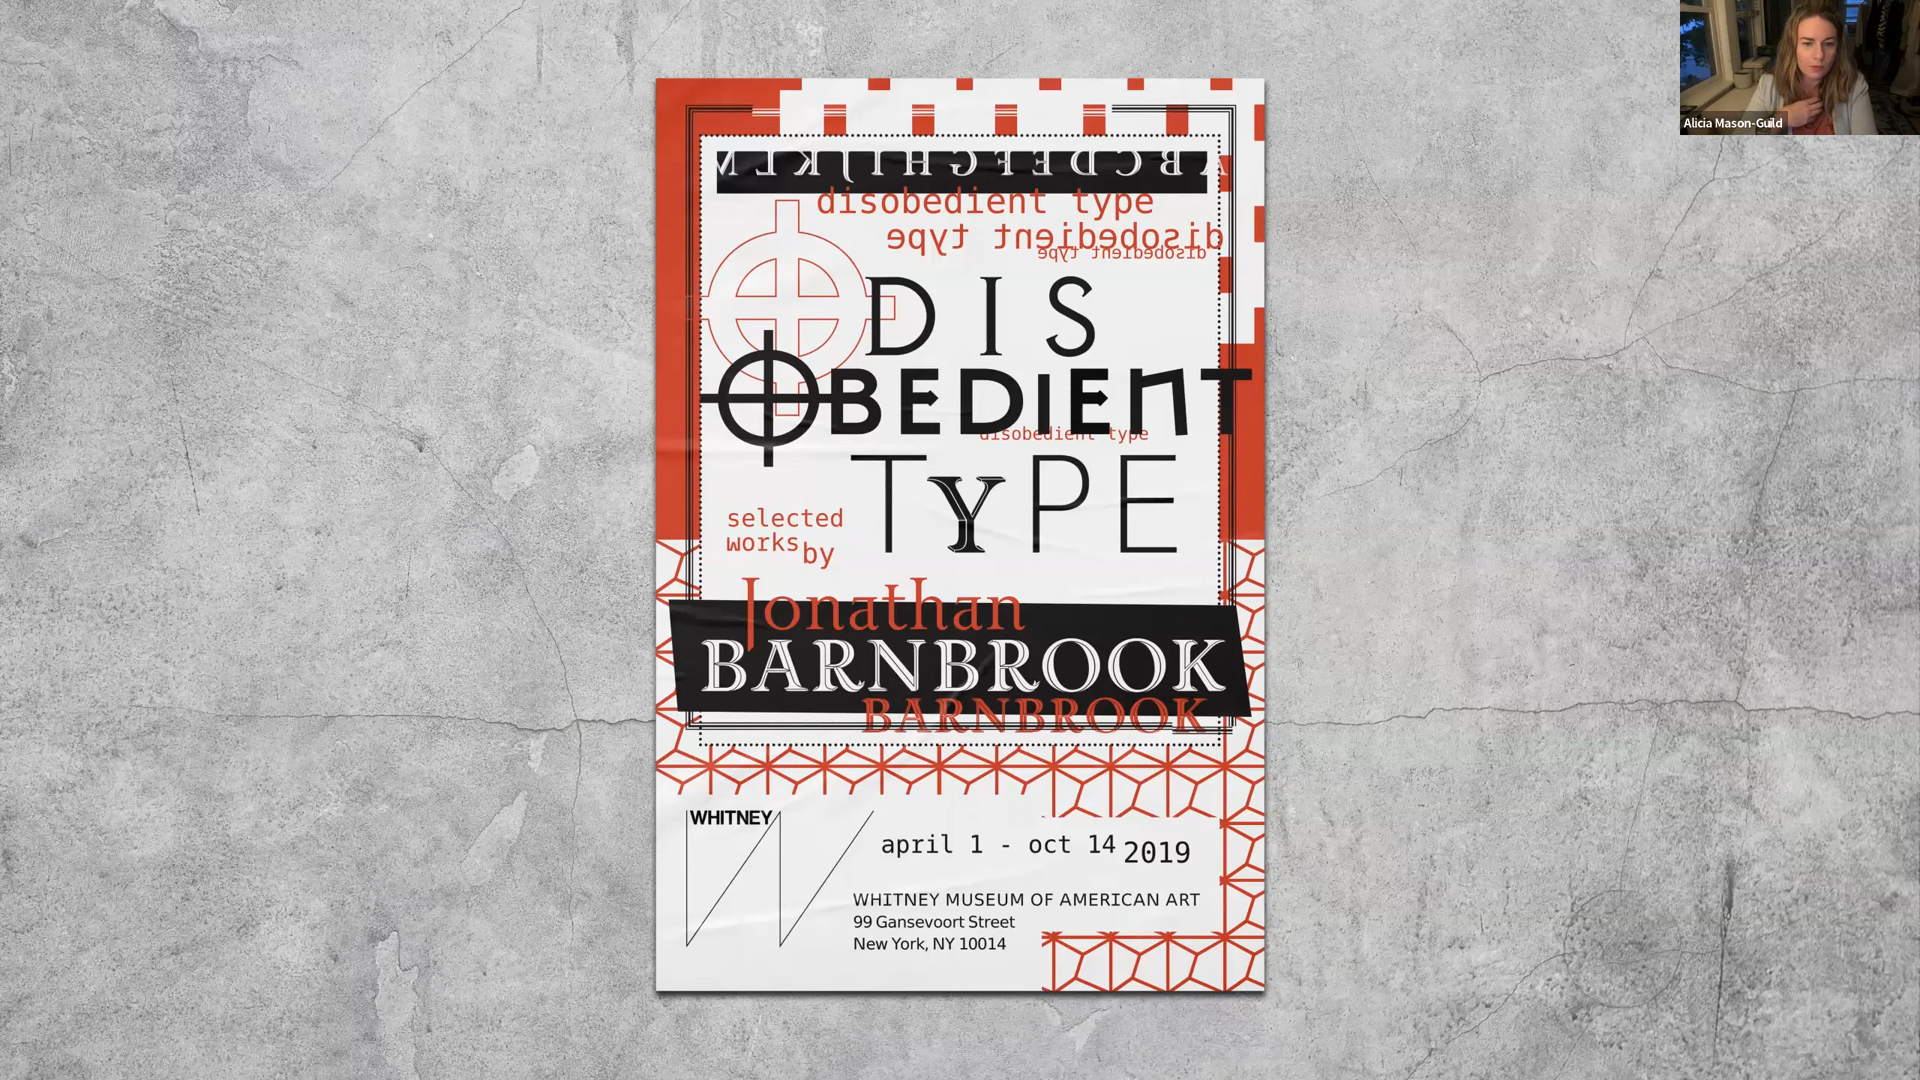 Alicia Mason-Guild
ABCDEFGHIJKLM
disobedient type
disobedient type
disobedient type
DIS
OBEDIENT
disobedient type
TYPE
selected
works by
Jonathan
BARNBROOK
BARNBROOK
WHITNEY
april 1 - oct 14 2019
WHITNEY MUSEUM OF AMERICAN ART
99 Gansevoort Street
New York, NY 10014